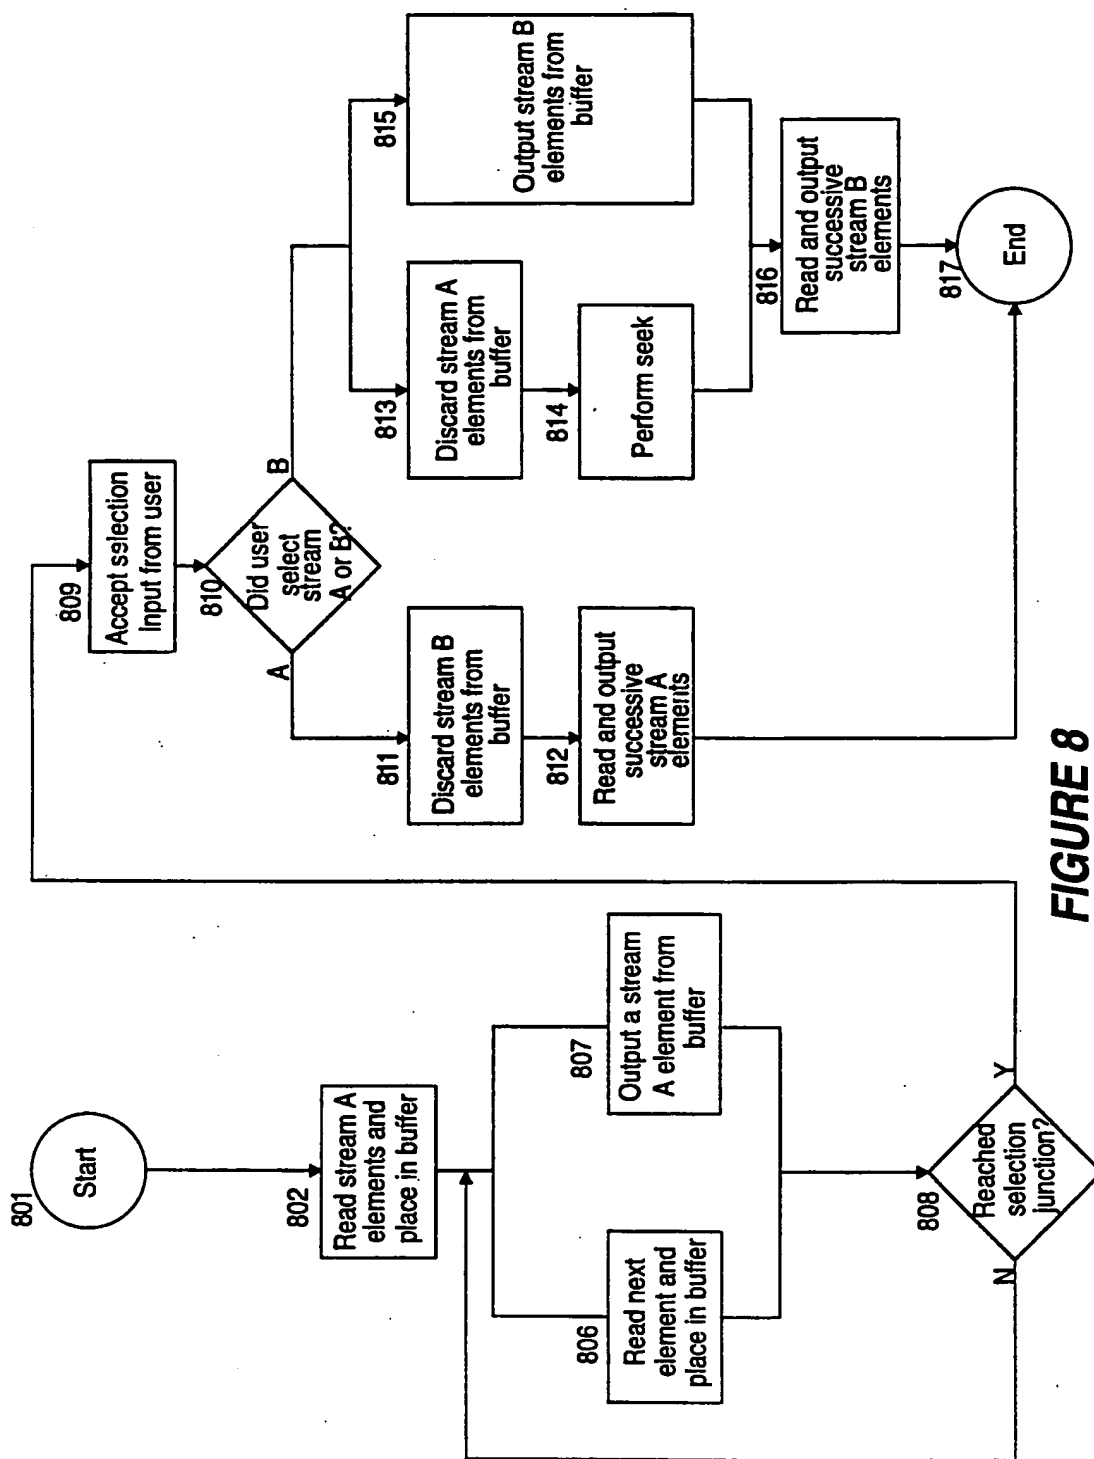 801
Start
802
Read stream A
elements and
place in buffer
806
Read next
element and
place in buffer
807
Output a stream
A element from
buffer
808
Reached
selection
junction?
N
Y
809
Accept selection
Input from user
810
Did user
select
stream
A or B?
A
B
811
Discard stream B
elements from
buffer
812
Read and output
successive
stream A
elements
813
Discard stream A
elements from
buffer
814
Perform seek
815
Output stream B
elements from
buffer
816
Read and output
successive
stream B
elements
817
End
FIGURE 8